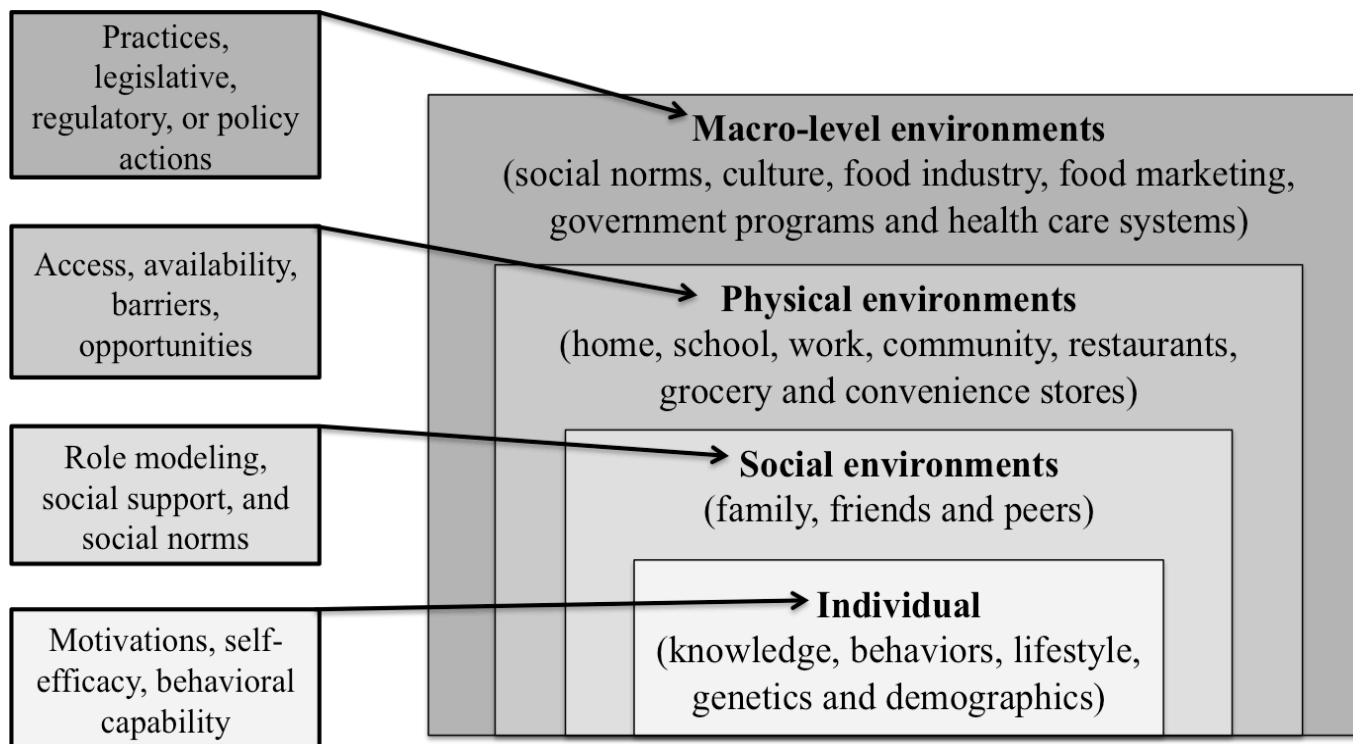 Practices,
legislative,
regulatory, or policy
actions
Macro-level environments
(social norms, culture, food industry, food marketing,
government programs and health care systems)
Access, availability,
barriers,
opportunities
Physical environments
(home, school, work, community, restaurants,
grocery and convenience stores)
Role modeling,
social support, and
social norms
Social environments
(family, friends and peers)
Motivations, self-
efficacy, behavioral
capability
Individual
(knowledge, behaviors, lifestyle,
genetics and demographics)